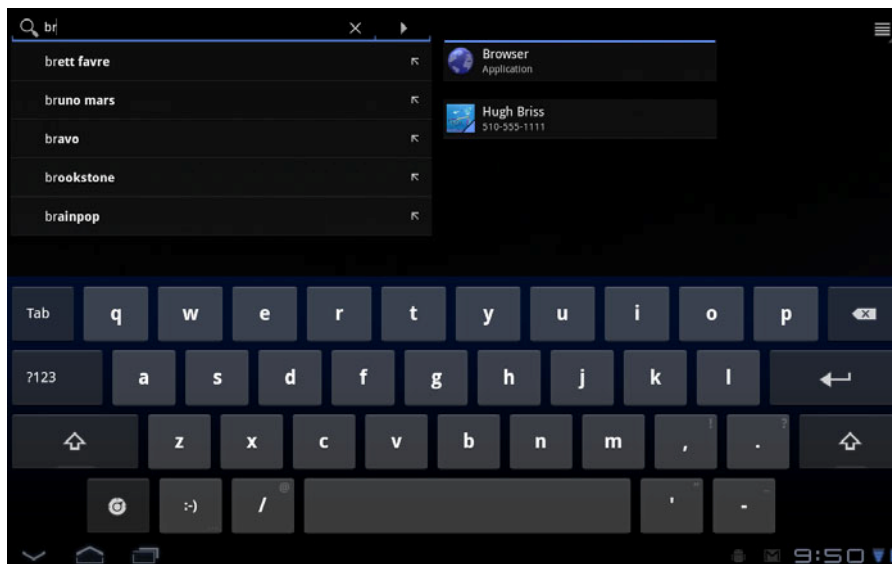 br
brett favre
bruno mars
bravo
brookstone
brainpop
Browser
Application
Hugh Briss
510-555-1111
Tab q w e r t y u i o p
?123 a s d f g h j k l
z x c v b n m , ! . ?
:-) / @ ' " - _
9:50